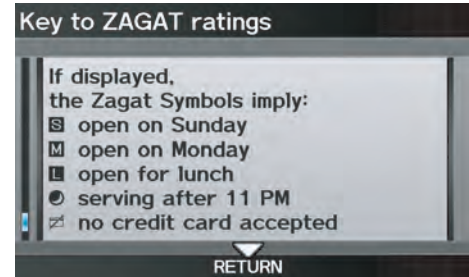 Key to ZAGAT ratings
If displayed,
the Zagat Symbols imply:
S open on Sunday
M open on Monday
L open for lunch
serving after 11 PM
no credit card accepted
RETURN